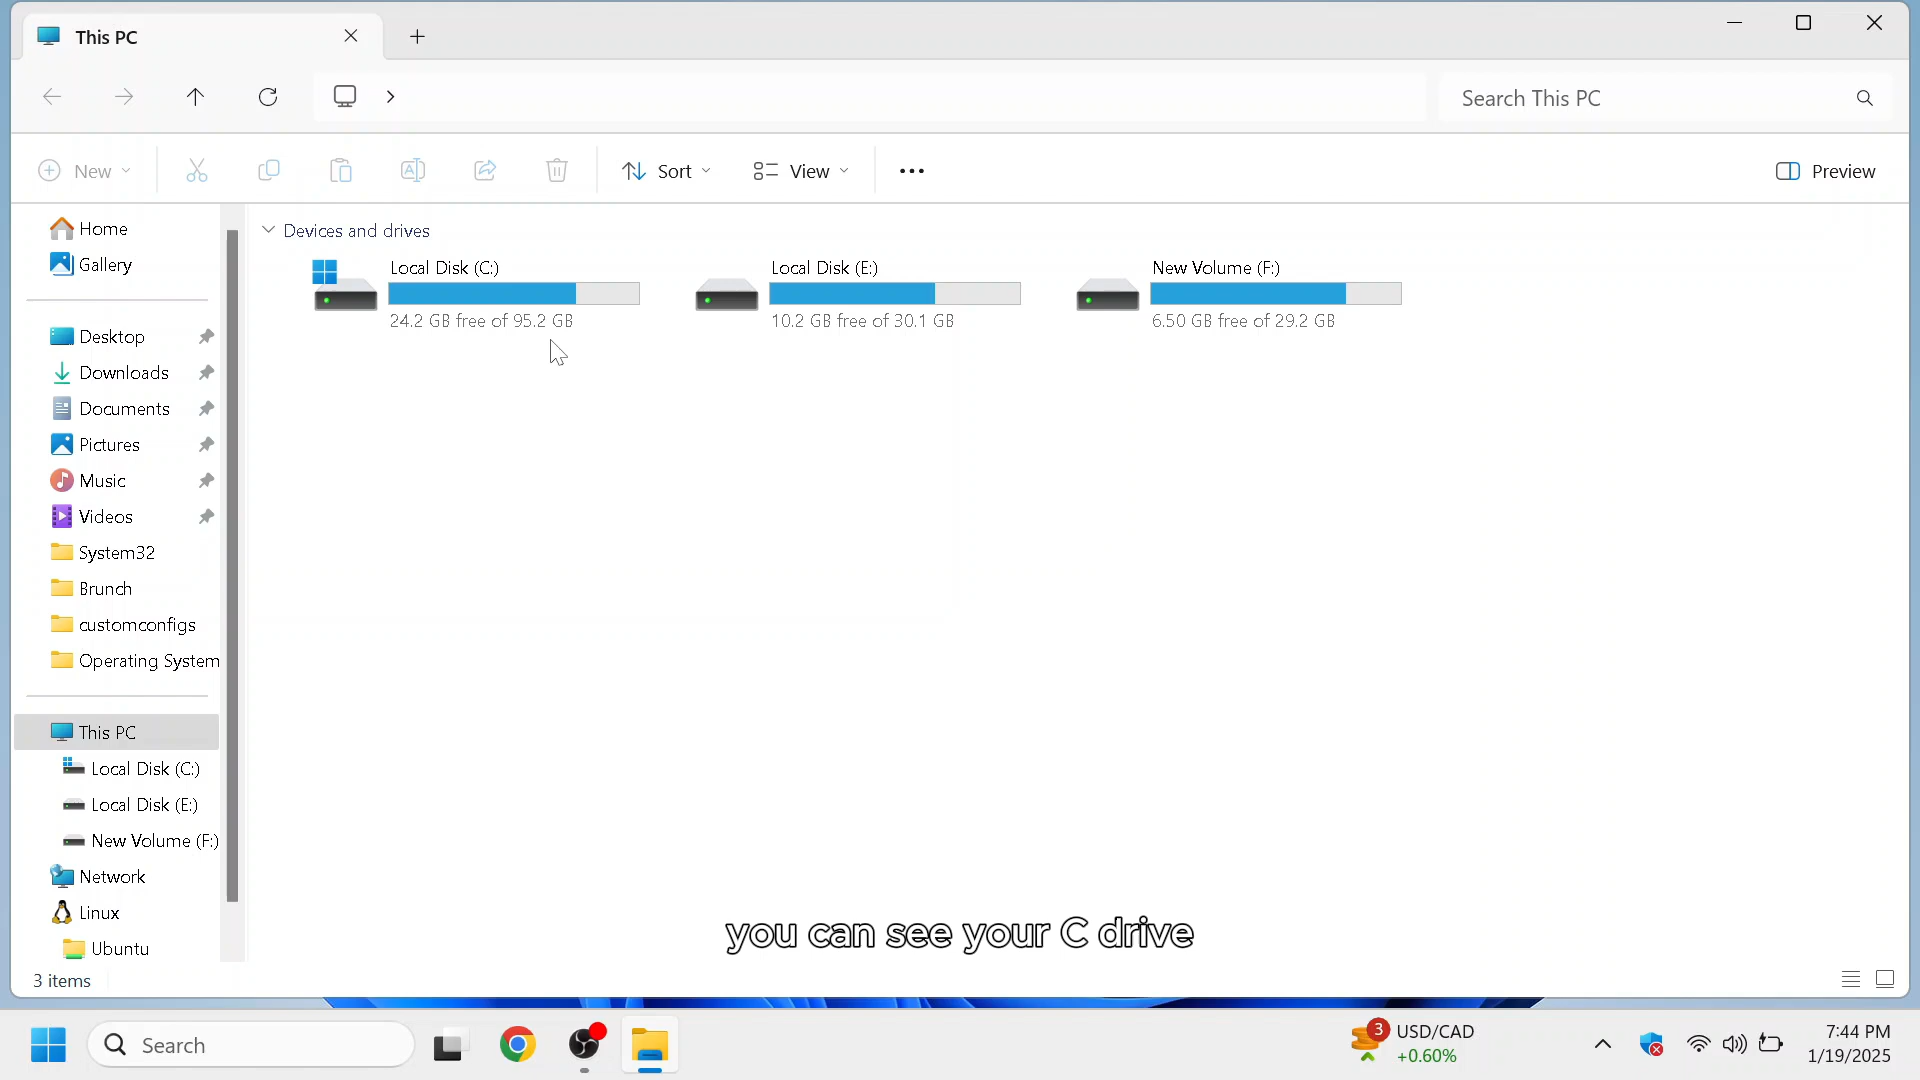 This PC
Search This PC
New
Sort
View
Preview
Home
Gallery
Desktop
Downloads
Documents
Pictures
Music
Videos
System32
Brunch
customconfigs
Operating System
This PC
Local Disk (C:)
Local Disk (E:)
New Volume (F:)
Network
Linux
Ubuntu
Devices and drives
Local Disk (C:)
24.2 GB free of 95.2 GB
Local Disk (E:)
10.2 GB free of 30.1 GB
New Volume (F:)
6.50 GB free of 29.2 GB
you can see your C drive
3 items
Search
3
USD/CAD
+0.60%
7:44 PM
1/19/2025